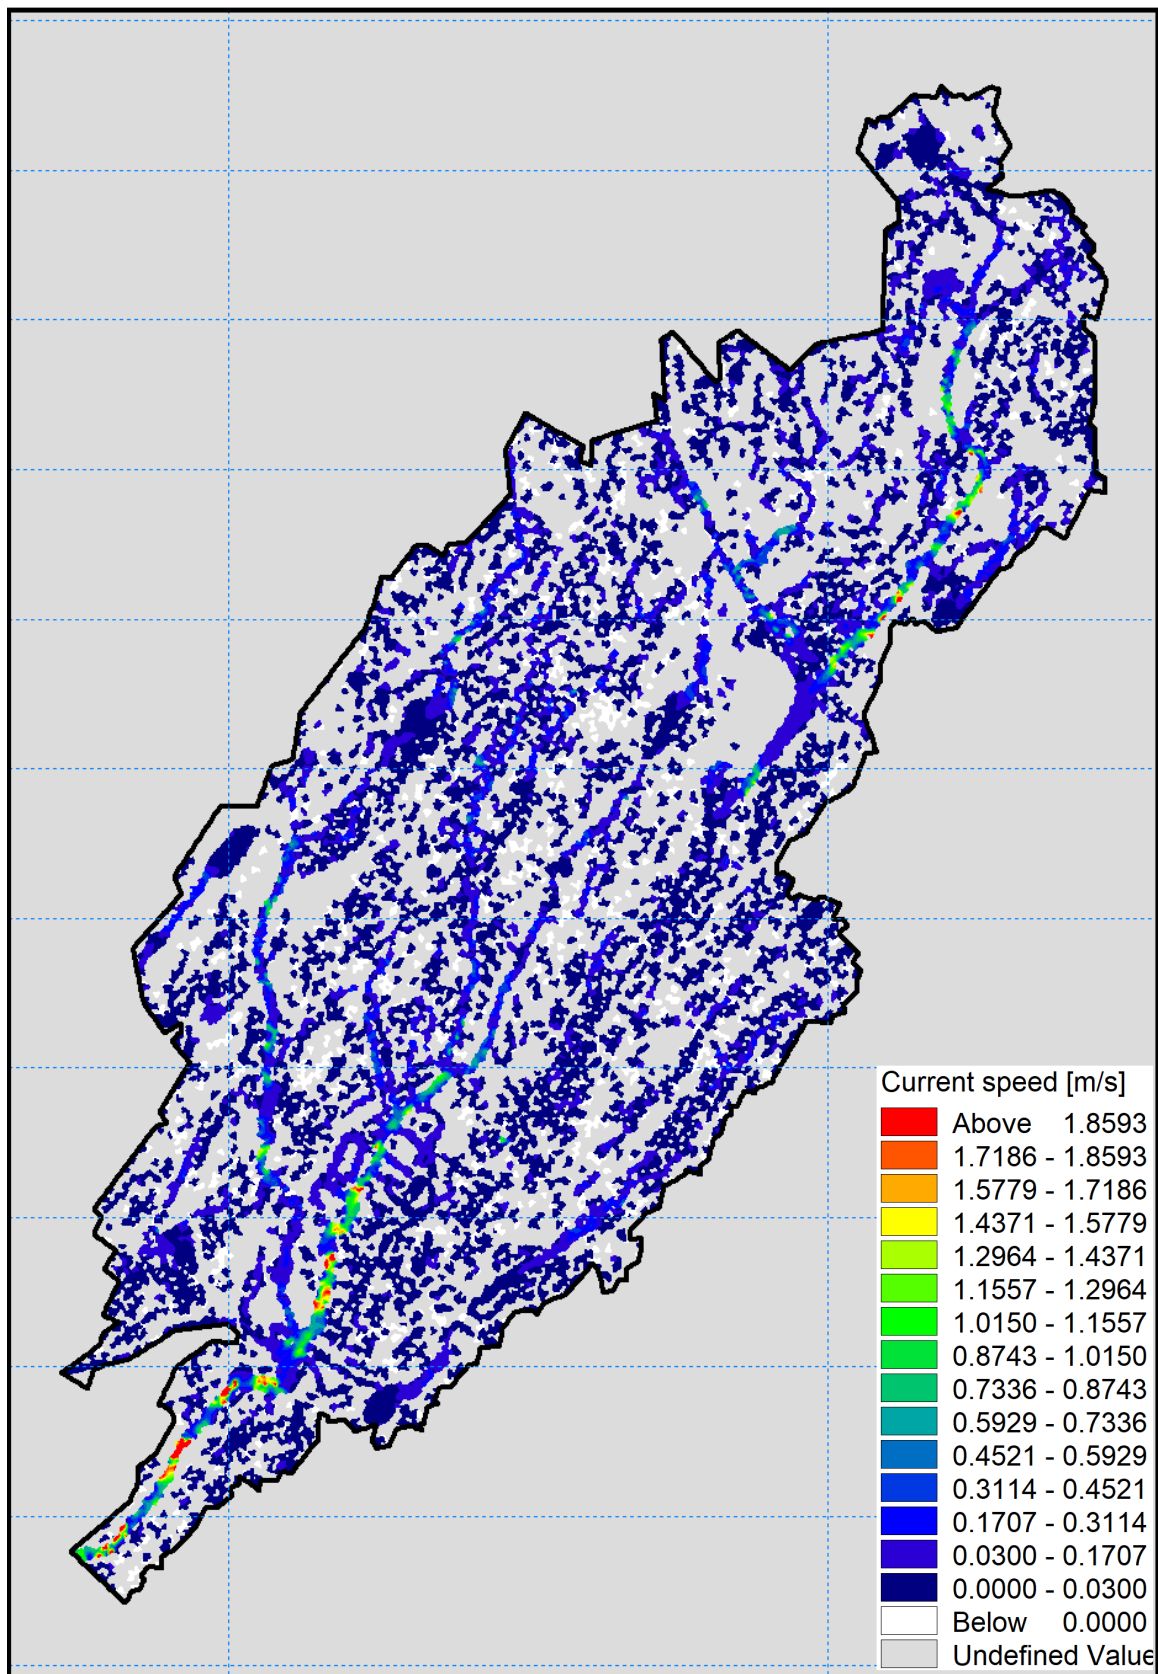 Current speed [m/s]
Above 1.8593
1.7186 - 1.8593
1.5779 - 1.7186
1.4371 - 1.5779
1.2964 - 1.4371
1.1557 - 1.2964
1.0150 - 1.1557
0.8743 - 1.0150
0.7336 - 0.8743
0.5929 - 0.7336
0.4521 - 0.5929
0.3114 - 0.4521
0.1707 - 0.3114
0.0300 - 0.1707
0.0000 - 0.0300
Below 0.0000
Undefined Value